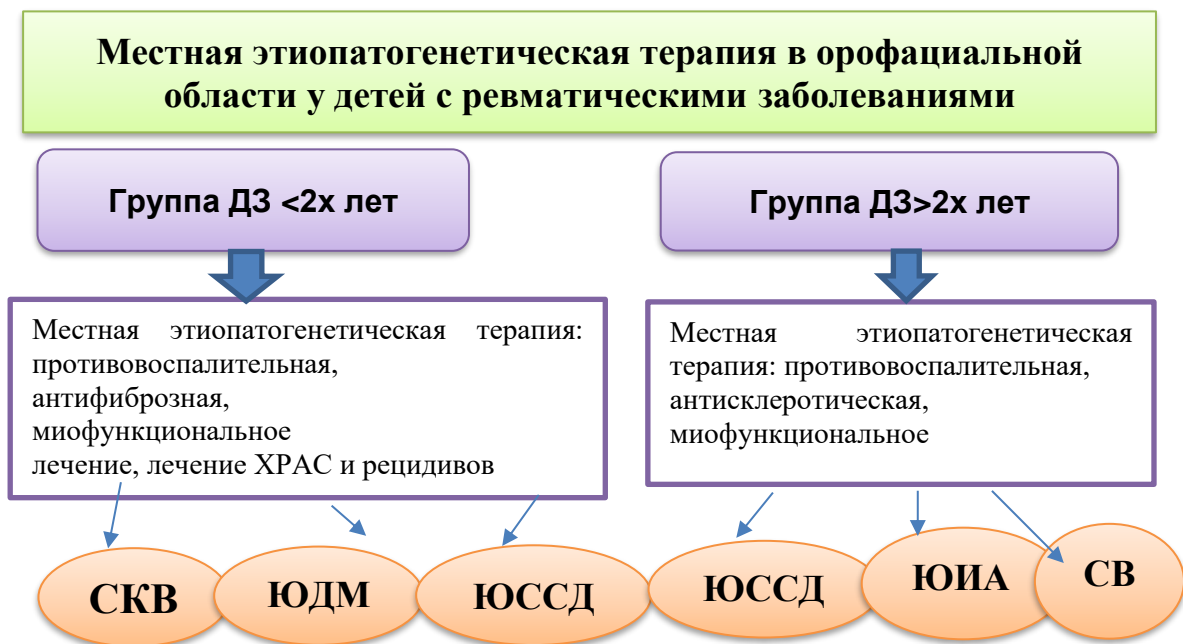 Местная этиопатогенетическая терапия в орофациальной
области у детей с ревматическими заболеваниями
Группа ДЗ <2х лет
Группа ДЗ>2х лет
Местная этиопатогенетическая терапия:
противовоспалительная,
антифиброзная,
миофункциональное
лечение, лечение ХРАС и рецидивов
Местная этиопатогенетическая
терапия: противовоспалительная,
антисклеротическая,
миофункциональное
СКВ
ЮДМ
ЮССД
ЮССД
ЮИА
СВ